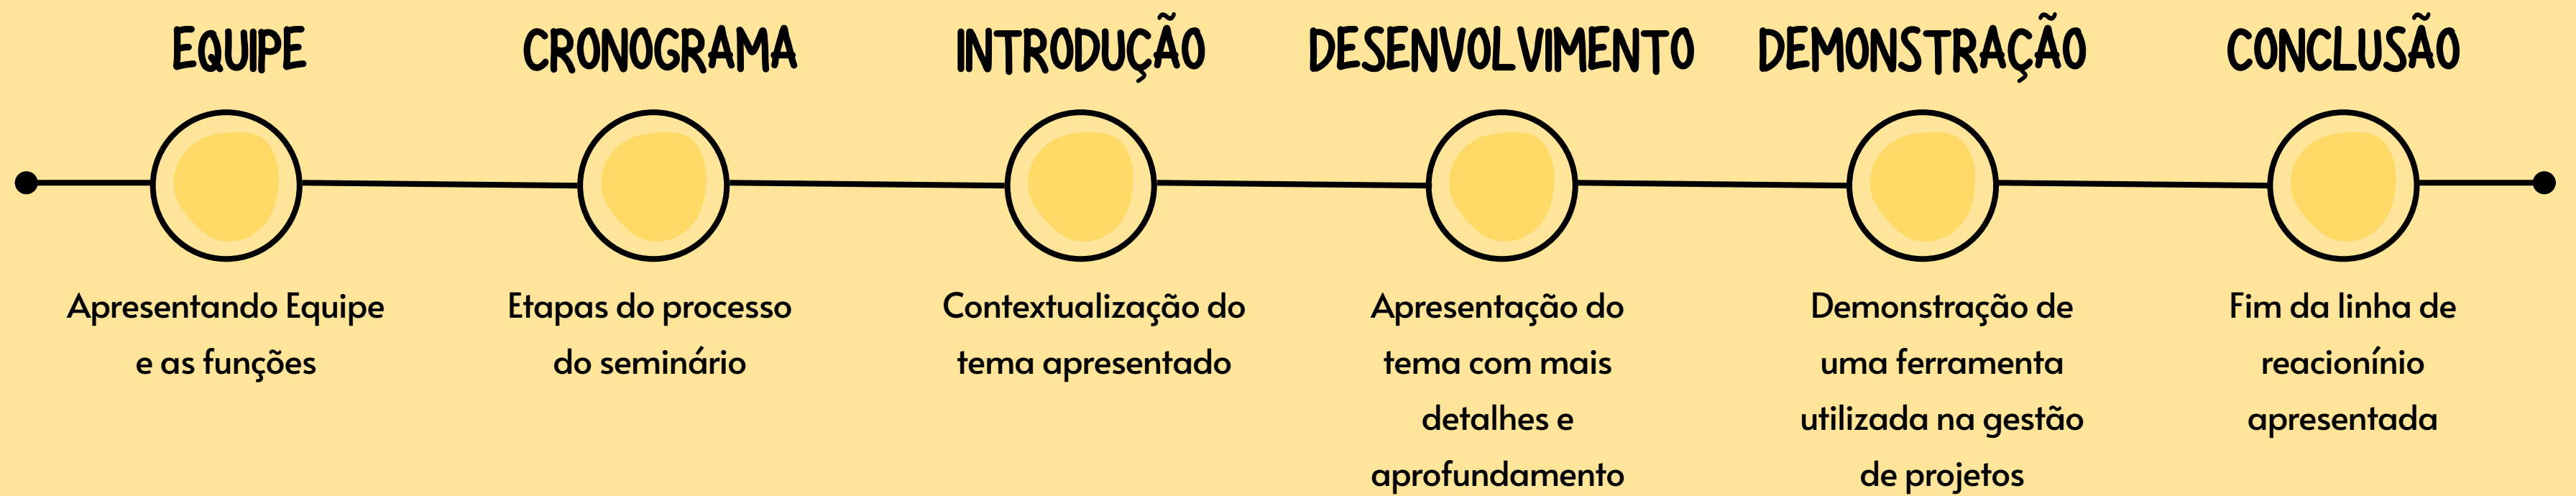 EQUIPE
CRONOGRAMA
INTRODUÇÃO
DESENVOLVIMENTO
DEMONSTRAÇÃO
CONCLUSÃO
Apresentando Equipe
e as funções
Etapas do processo
do seminário
Contextualização do
tema apresentado
Apresentação do
tema com mais
detalhes e
aprofundamento
Demonstração de
uma ferramenta
utilizada na gestão
de projetos
Fim da linha de
reacionínio
apresentada